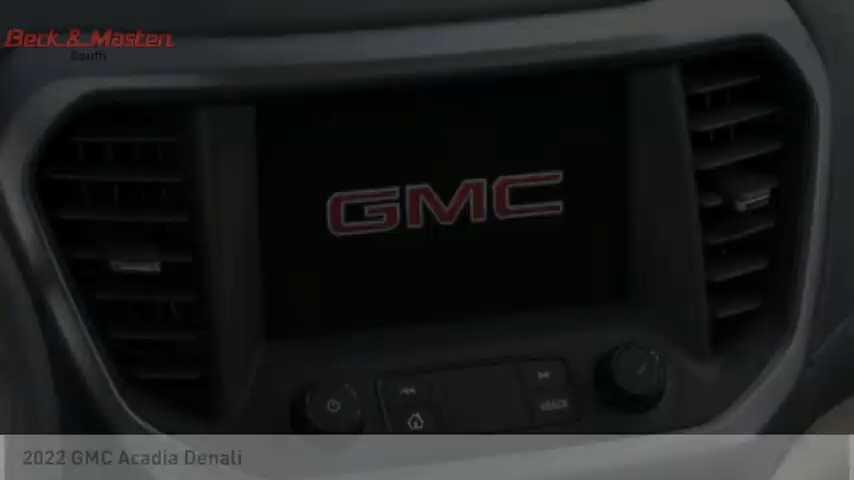 Beck & Masten
South
GMC
BACK
2022 GMC Acadia Denali